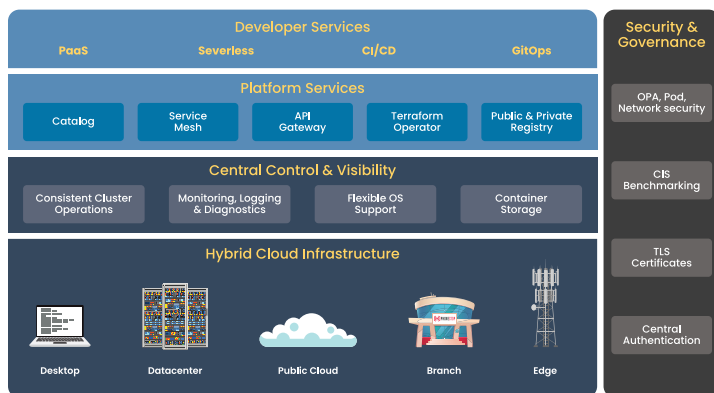 Developer Services
PaaS Severless CI/CD GitOps
Platform Services
Catalog
Service
Mesh
API
Gateway
Terraform
Operator
Public & Private
Registry
Central Control & Visibility
Consistent Cluster
Operations
Monitoring, Logging
& Diagnostics
Flexible OS
Support
Container
Storage
Hybrid Cloud Infrastructure
Desktop
Datacenter
Public Cloud
Branch
Edge
Security &
Governance
OPA, Pod,
Network security
CIS
Benchmarking
TLS
Certificates
Central
Authentication